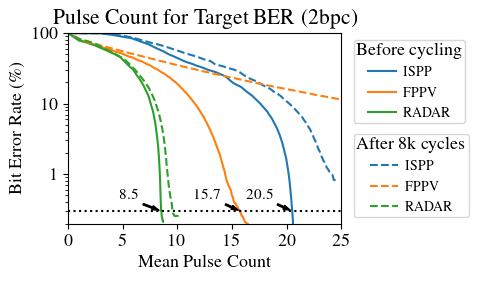 Pulse Count for Target BER (2bpc)
Bit Error Rate (%)
100
10
1
8.5
15.7
20.5
0
5
10
15
20
25
Mean Pulse Count
Before cycling
ISPP
FPPV
RADAR
After 8k cycles
ISPP
FPPV
RADAR